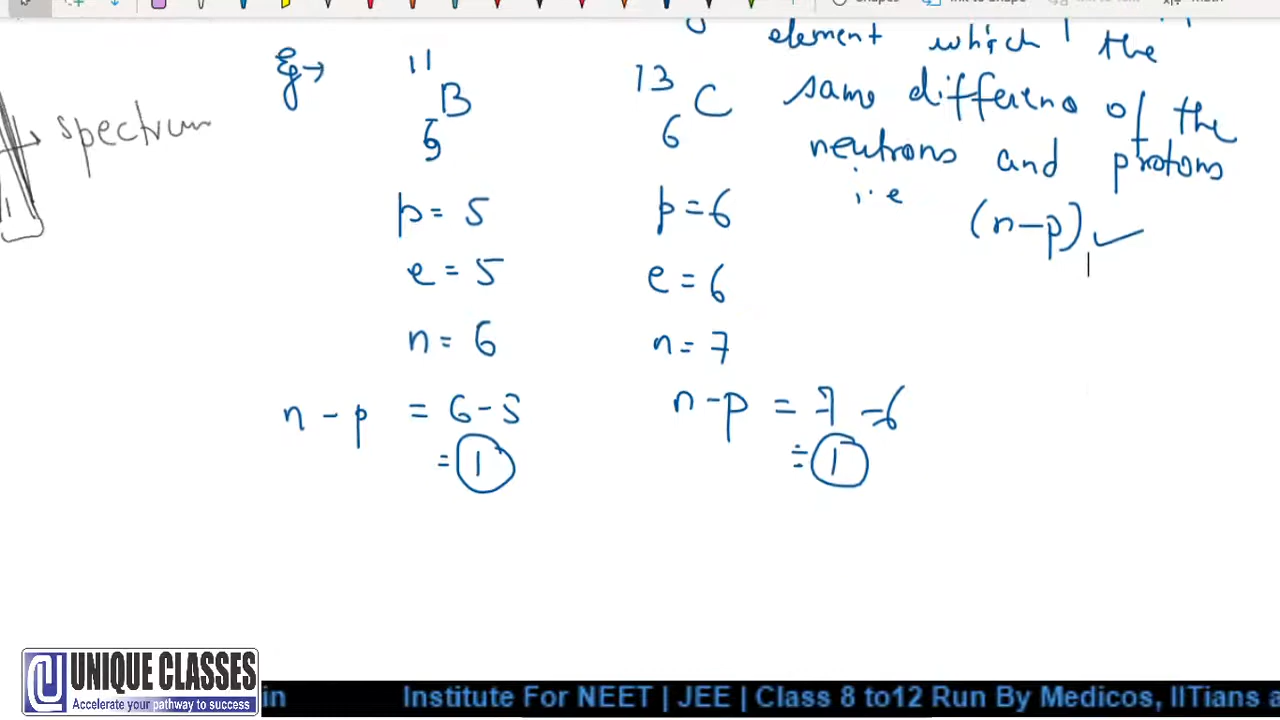 element which the
same differenc of the
neutrons and protons
i.e
(n-p) ✓
→ spectrum
Eg →
11
B
5
13
C
6
p = 5
e = 5
n = 6
n - p = 6 - 5
= 1
p = 6
e = 6
n = 7
n - p = 7 - 6
= 1
UNIQUE CLASSES
Accelerate your pathway to success
in
Institute For NEET | JEE | Class 8 to12 Run By Medicos, IITians a